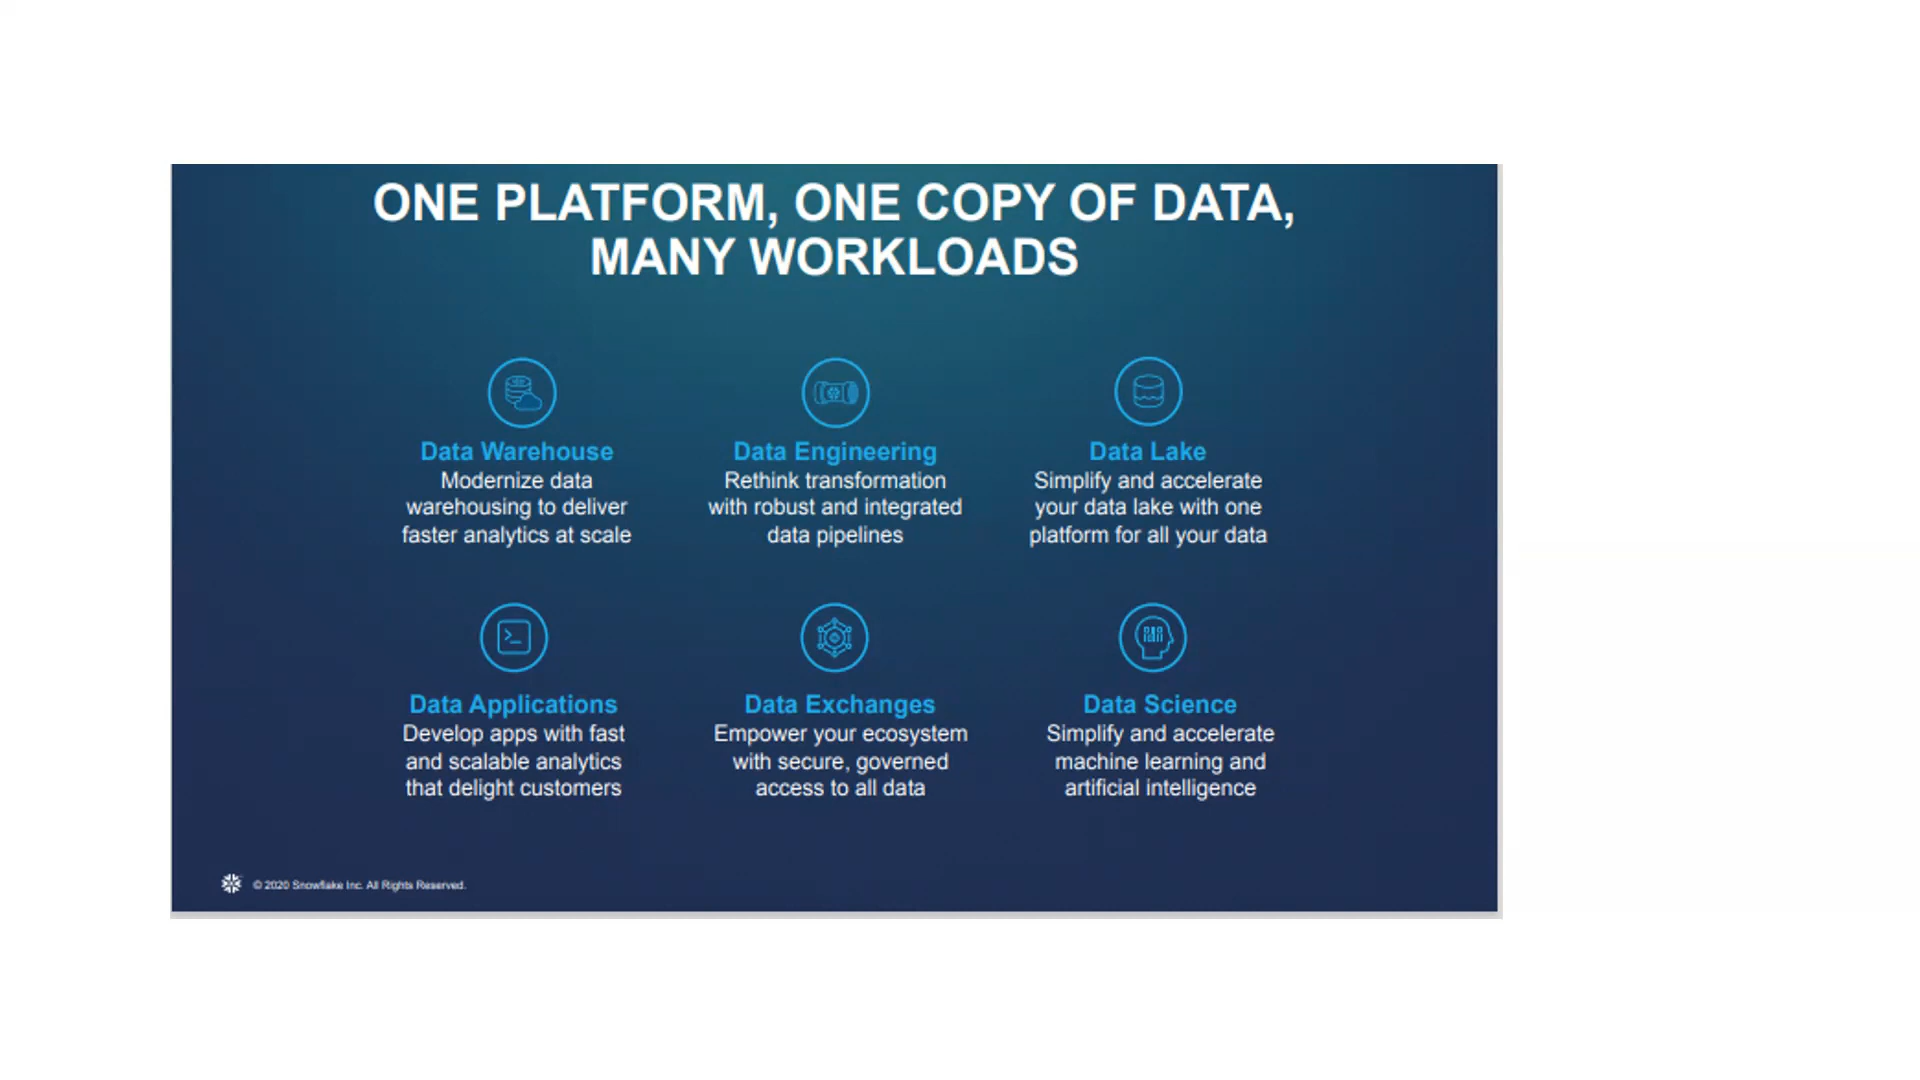 ONE PLATFORM, ONE COPY OF DATA,
MANY WORKLOADS
Data Warehouse
Modernize data
warehousing to deliver
faster analytics at scale
Data Engineering
Rethink transformation
with robust and integrated
data pipelines
Data Lake
Simplify and accelerate
your data lake with one
platform for all your data
Data Applications
Develop apps with fast
and scalable analytics
that delight customers
Data Exchanges
Empower your ecosystem
with secure, governed
access to all data
Data Science
Simplify and accelerate
machine learning and
artificial intelligence
© 2020 Snowflake Inc. All Rights Reserved.